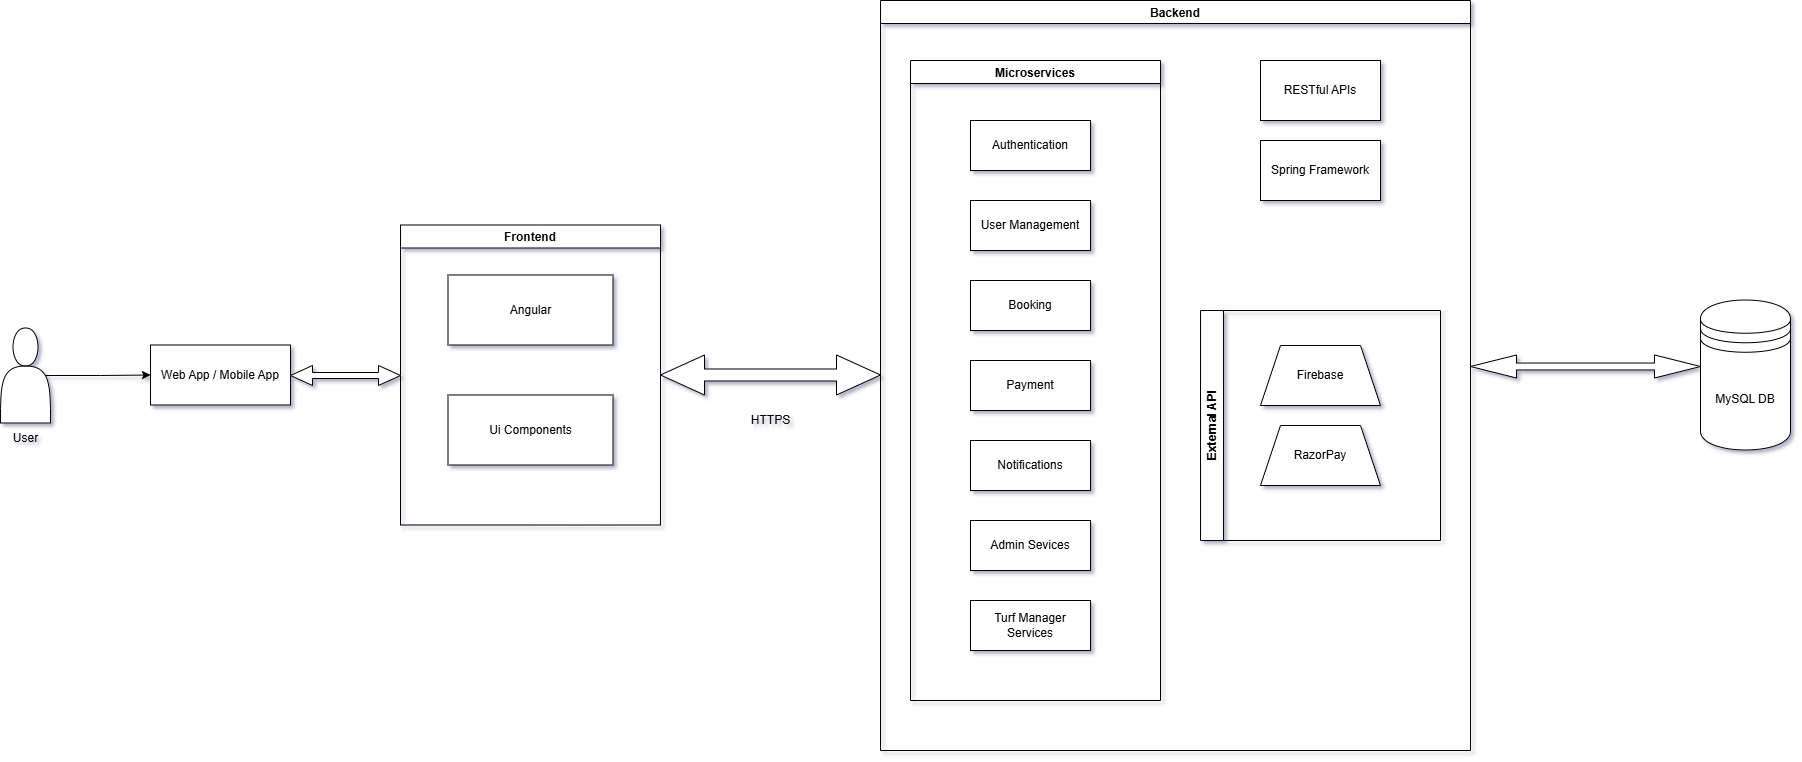 User
Web App / Mobile App
Frontend
Angular
Ui Components
HTTPS
Backend
Microservices
Authentication
User Management
Booking
Payment
Notifications
Admin Sevices
Turf Manager
Services
RESTful APIs
Spring Framework
External API
Firebase
RazorPay
MySQL DB